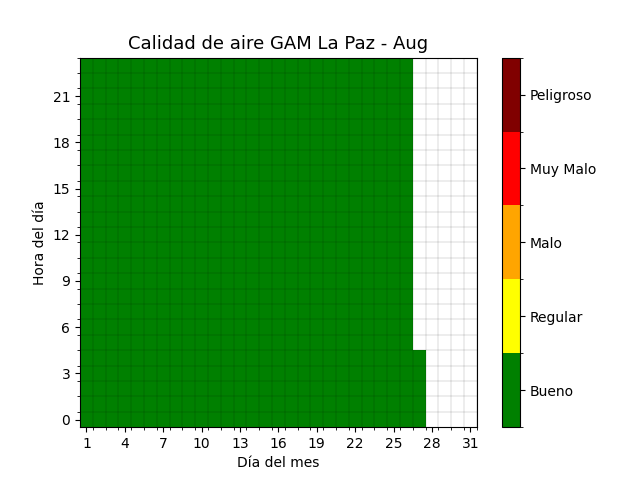 Calidad de aire GAM La Paz - Aug
Peligroso
Muy Malo
Malo
Regular
Bueno
Hora del día
21
18
15
12
9
6
3
0
1 4 7 10 13 16 19 22 25 28 31
Día del mes